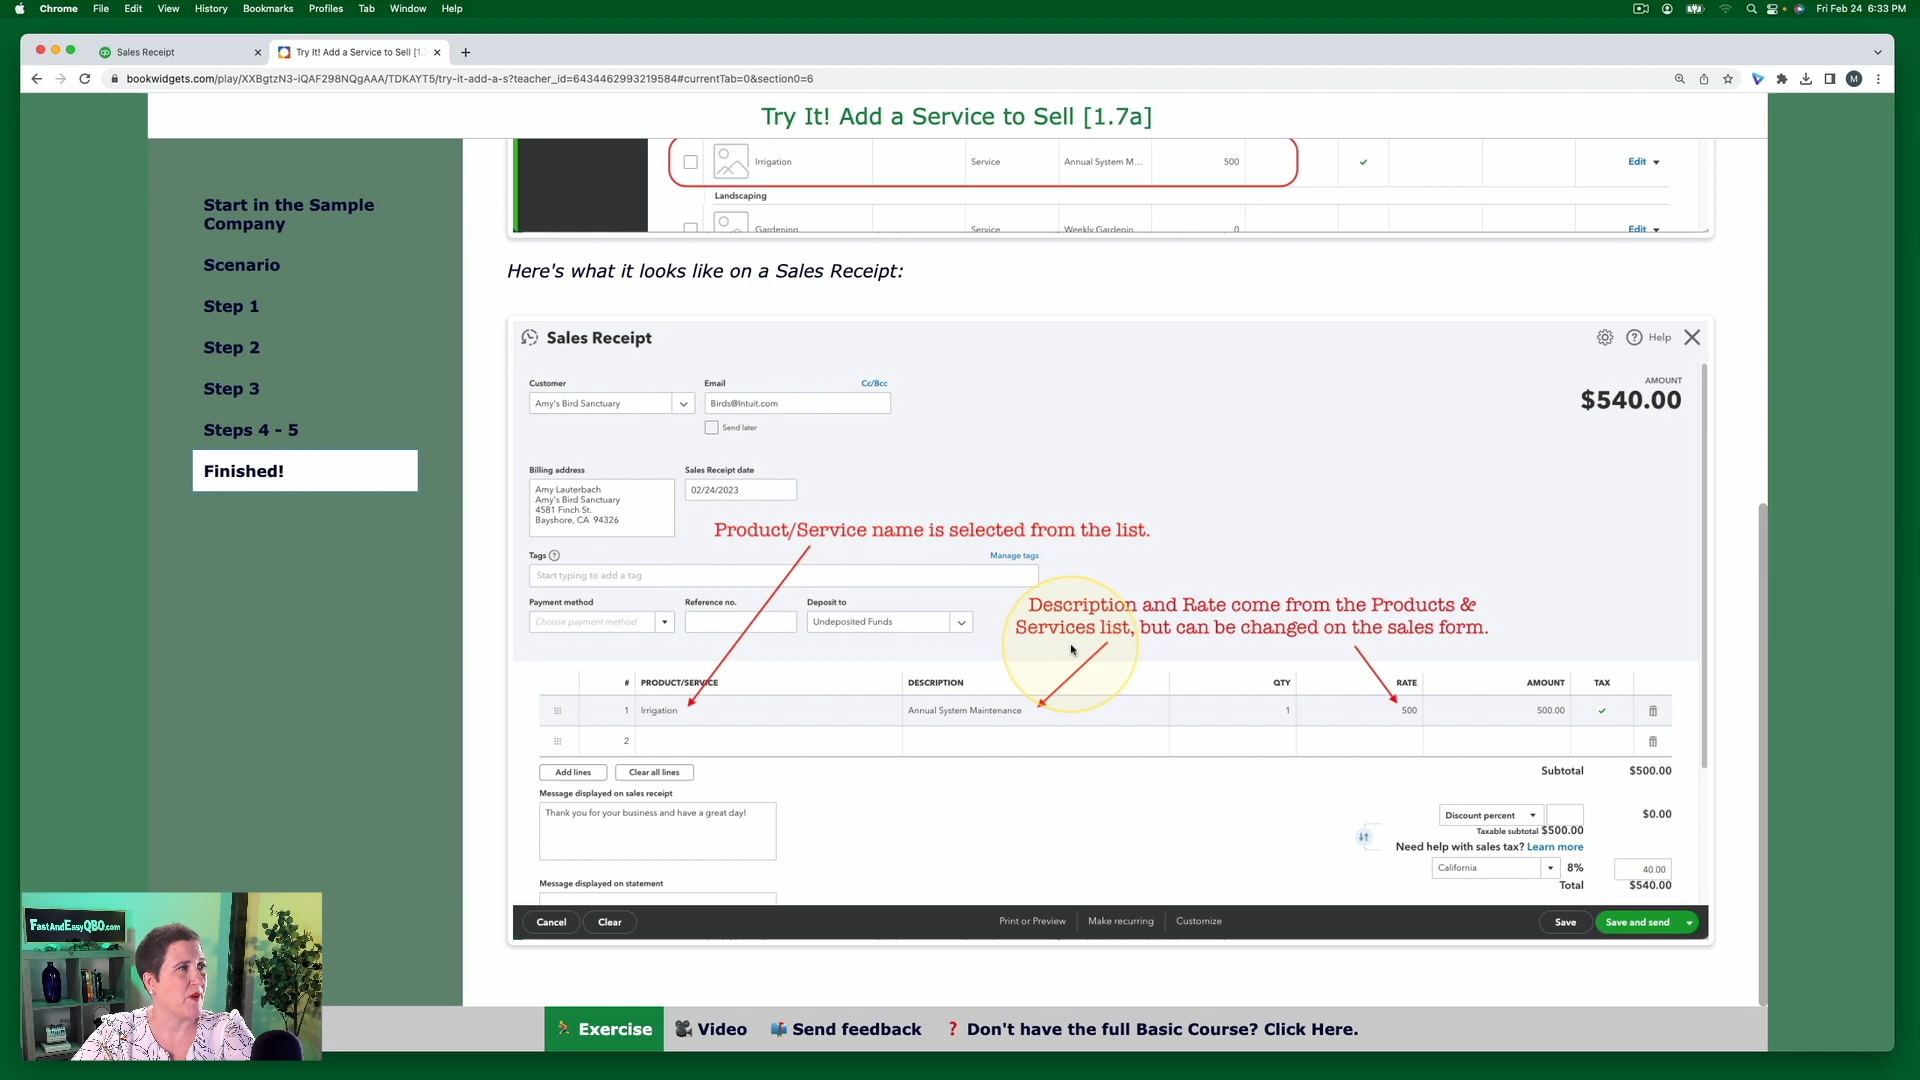 Chrome File Edit View History Bookmarks Profiles Tab Window Help
Fri Feb 24 6:33 PM
Sales Receipt
Try It! Add a Service to Sell [1.7
bookwidgets.com/play/XXBgtzN3-iQAF298NQgAAA/TDKAYT5/try-it-add-a-s?teacher_id=6434462993219584#currentTab=0&section0=6
M
Try It! Add a Service to Sell [1.7a]
Start in the Sample
Company
Scenario
Step 1
Step 2
Step 3
Steps 4 - 5
Finished!
Irrigation Service Annual System M... 500 Edit
Landscaping
Gardening Service Weekly Gardenin 0 Edit
Here's what it looks like on a Sales Receipt:
Sales Receipt
Help
Customer Email Cc/Bcc
AMOUNT
Amy's Bird Sanctuary Birds@Intuit.com
$540.00
Send later
Billing address Sales Receipt date
Amy Lauterbach
Amy's Bird Sanctuary
4581 Finch St.
Bayshore, CA 94326
02/24/2023
Product/Service name is selected from the list.
Tags ? Manage tags
Start typing to add a tag
Payment method Reference no. Deposit to
Choose payment method Undeposited Funds
Description and Rate come from the Products &
Services list, but can be changed on the sales form.
# PRODUCT/SERVICE DESCRIPTION QTY RATE AMOUNT TAX
1 Irrigation Annual System Maintenance 1 500 500.00
2
Add lines Clear all lines
Subtotal $500.00
Message displayed on sales receipt
Thank you for your business and have a great day!
Discount percent $0.00
Taxable subtotal $500.00
Need help with sales tax? Learn more
California 8% 40.00
Total $540.00
Message displayed on statement
Cancel Clear Print or Preview Make recurring Customize Save Save and send
FastAndEasyQBO.com
Exercise Video Send feedback ? Don't have the full Basic Course? Click Here.